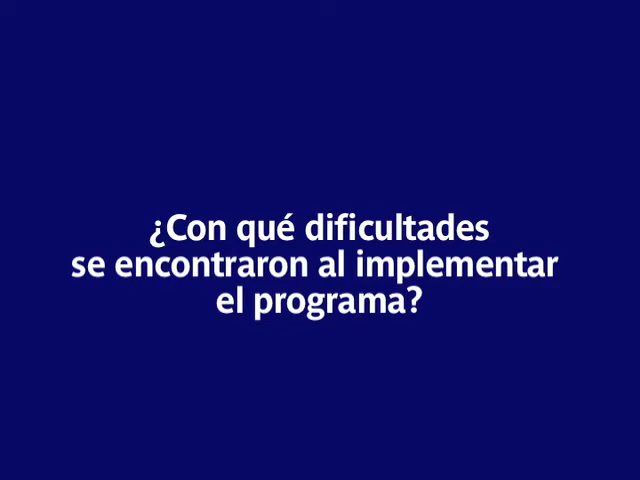 ¿Con qué dificultades
se encontraron al implementar
el programa?